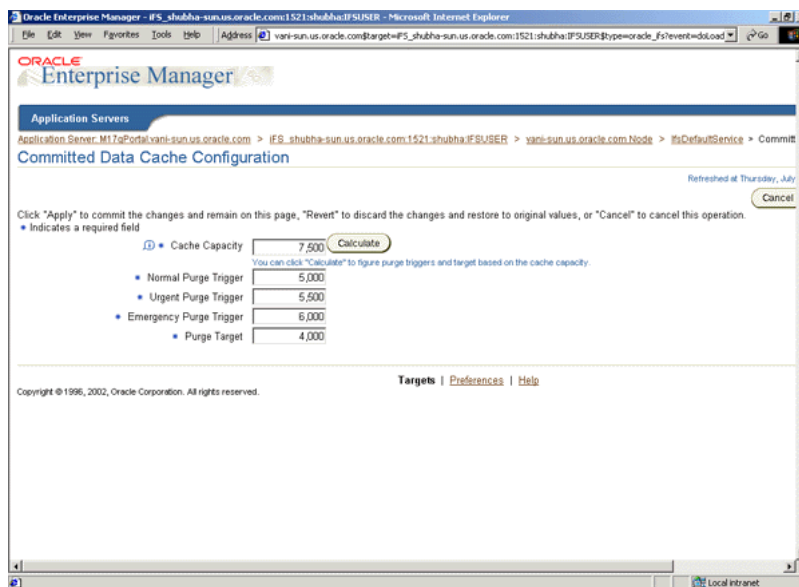 Oracle Enterprise Manager - iFS_shubha-sun.us.oracle.com:1521:shubha:IFSUSER - Microsoft Internet Explorer
File Edit View Favorites Tools Help Address vani-sun.us.oracle.com$target=iFS_shubha-sun.us.oracle.com:1521:shubha:IFSUSER$type=oracle_ifs?event=doLoad Go
ORACLE
Enterprise Manager
Application Servers
Application Server: M17qPortal.vani-sun.us.oracle.com > iFS_shubha-sun.us.oracle.com:1521:shubha:IFSUSER > vani-sun.us.oracle.com Node > IfsDefaultService > Committ
Committed Data Cache Configuration
Refreshed at Thursday, July
Cancel
Click "Apply" to commit the changes and remain on this page, "Revert" to discard the changes and restore to original values, or "Cancel" to cancel this operation.
Indicates a required field
Cache Capacity 7,500 Calculate
You can click "Calculate" to figure purge triggers and target based on the cache capacity.
Normal Purge Trigger 5,000
Urgent Purge Trigger 5,500
Emergency Purge Trigger 6,000
Purge Target 4,000
Targets | Preferences | Help
Copyright © 1996, 2002, Oracle Corporation. All rights reserved.
Local intranet